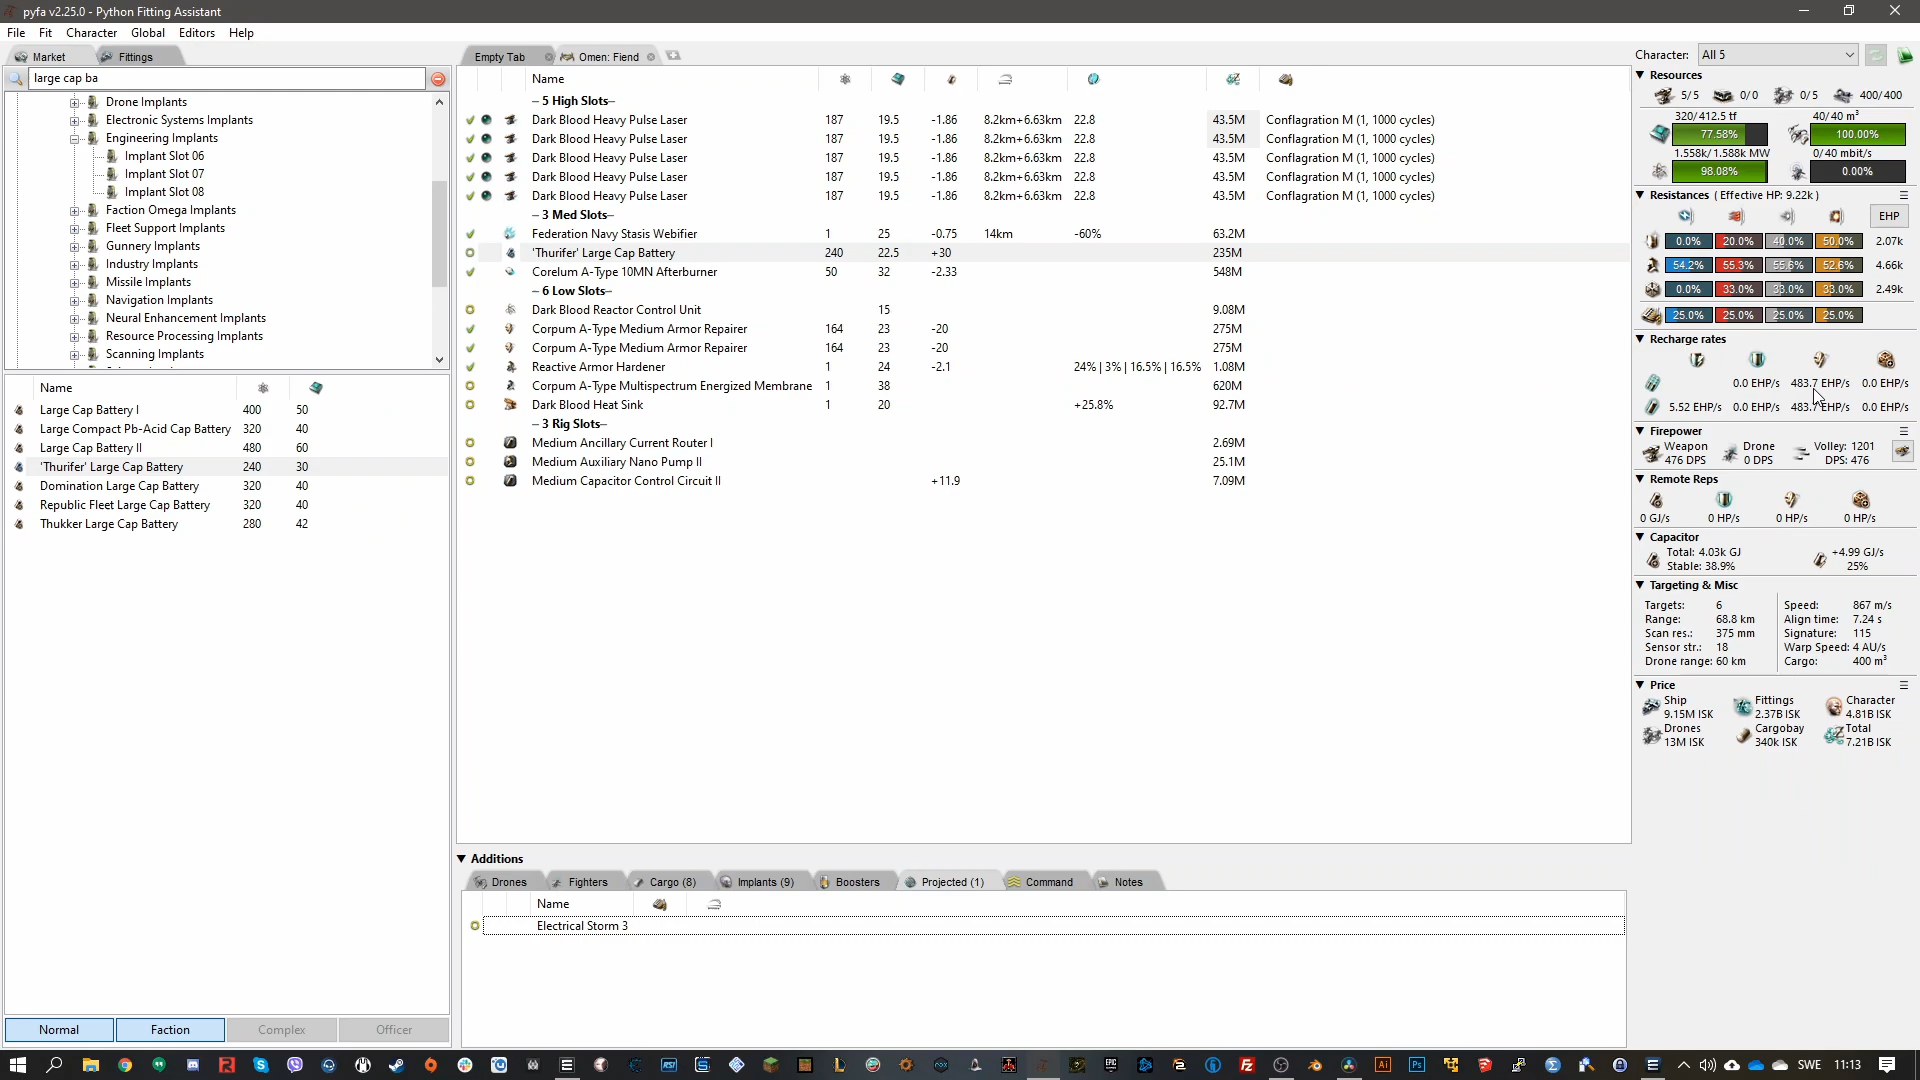 pyfa v2.25.0 - Python Fitting Assistant
File Fit Character Global Editors Help
Market Fittings
large cap ba
Drone Implants
Electronic Systems Implants
Engineering Implants
Implant Slot 06
Implant Slot 07
Implant Slot 08
Faction Omega Implants
Fleet Support Implants
Gunnery Implants
Industry Implants
Missile Implants
Navigation Implants
Neural Enhancement Implants
Resource Processing Implants
Scanning Implants
Name
Large Cap Battery I 400 50
Large Compact Pb-Acid Cap Battery 320 40
Large Cap Battery II 480 60
'Thurifer' Large Cap Battery 240 30
Domination Large Cap Battery 320 40
Republic Fleet Large Cap Battery 320 40
Thukker Large Cap Battery 280 42
Normal Faction Complex Officer
Empty Tab Omen: Fiend
Name
– 5 High Slots–
Dark Blood Heavy Pulse Laser 187 19.5 -1.86 8.2km+6.63km 22.8 43.5M Conflagration M (1, 1000 cycles)
Dark Blood Heavy Pulse Laser 187 19.5 -1.86 8.2km+6.63km 22.8 43.5M Conflagration M (1, 1000 cycles)
Dark Blood Heavy Pulse Laser 187 19.5 -1.86 8.2km+6.63km 22.8 43.5M Conflagration M (1, 1000 cycles)
Dark Blood Heavy Pulse Laser 187 19.5 -1.86 8.2km+6.63km 22.8 43.5M Conflagration M (1, 1000 cycles)
Dark Blood Heavy Pulse Laser 187 19.5 -1.86 8.2km+6.63km 22.8 43.5M Conflagration M (1, 1000 cycles)
– 3 Med Slots–
Federation Navy Stasis Webifier 1 25 -0.75 14km -60% 63.2M
'Thurifer' Large Cap Battery 240 22.5 +30 235M
Corelum A-Type 10MN Afterburner 50 32 -2.33 548M
– 6 Low Slots–
Dark Blood Reactor Control Unit 15 9.08M
Corpum A-Type Medium Armor Repairer 164 23 -20 275M
Corpum A-Type Medium Armor Repairer 164 23 -20 275M
Reactive Armor Hardener 1 24 -2.1 24% | 3% | 16.5% | 16.5% 1.08M
Corpum A-Type Multispectrum Energized Membrane 1 38 620M
Dark Blood Heat Sink 1 20 +25.8% 92.7M
– 3 Rig Slots–
Medium Ancillary Current Router I 2.69M
Medium Auxiliary Nano Pump II 25.1M
Medium Capacitor Control Circuit II +11.9 7.09M
Additions
Drones Fighters Cargo (8) Implants (9) Boosters Projected (1) Command Notes
Name
Electrical Storm 3
Character: All 5
Resources
5/5 0/0 0/5 400/400
320/412.5 tf 40/40 m³
77.58% 100.00%
1.558k/1.588k MW 0/40 mbit/s
98.08% 0.00%
Resistances ( Effective HP: 9.22k )
EHP
0.0% 20.0% 40.0% 50.0% 2.07k
54.2% 55.3% 55.6% 52.6% 4.66k
0.0% 33.0% 33.0% 33.0% 2.49k
25.0% 25.0% 25.0% 25.0%
Recharge rates
0.0 EHP/s 483.7 EHP/s 0.0 EHP/s
5.52 EHP/s 0.0 EHP/s 483.7 EHP/s 0.0 EHP/s
Firepower
Weapon Drone Volley: 1201
476 DPS 0 DPS DPS: 476
Remote Reps
0 GJ/s 0 HP/s 0 HP/s 0 HP/s
Capacitor
Total: 4.03k GJ +4.99 GJ/s
Stable: 38.9% 25%
Targeting & Misc
Targets: 6 Speed: 867 m/s
Range: 68.8 km Align time: 7.24 s
Scan res.: 375 mm Signature: 115
Sensor str.: 18 Warp Speed: 4 AU/s
Drone range: 60 km Cargo: 400 m³
Price
Ship Fittings Character
9.15M ISK 2.37B ISK 4.81B ISK
Drones Cargobay Total
13M ISK 340k ISK 7.21B ISK
SWE 11:13